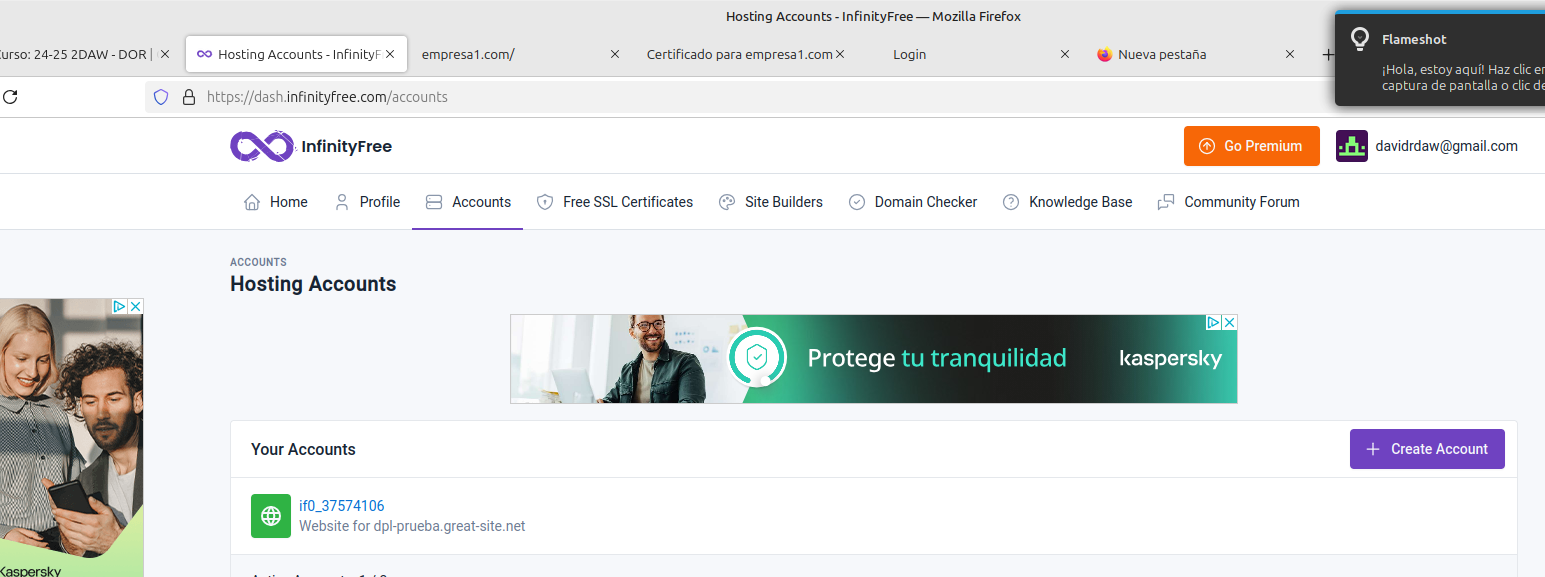 Hosting Accounts - InfinityFree — Mozilla Firefox
urso: 24-25 2DAW - DOR |
Hosting Accounts - InfinityF
empresa1.com/
Certificado para empresa1.com
Login
Nueva pestaña
Flameshot
¡Hola, estoy aquí! Haz clic en
captura de pantalla o clic de
https://dash.infinityfree.com/accounts
InfinityFree
Go Premium
davidrdaw@gmail.com
Home
Profile
Accounts
Free SSL Certificates
Site Builders
Domain Checker
Knowledge Base
Community Forum
ACCOUNTS
Hosting Accounts
Protege tu tranquilidad
kaspersky
Your Accounts
Create Account
if0_37574106
Website for dpl-prueba.great-site.net
Kaspersky